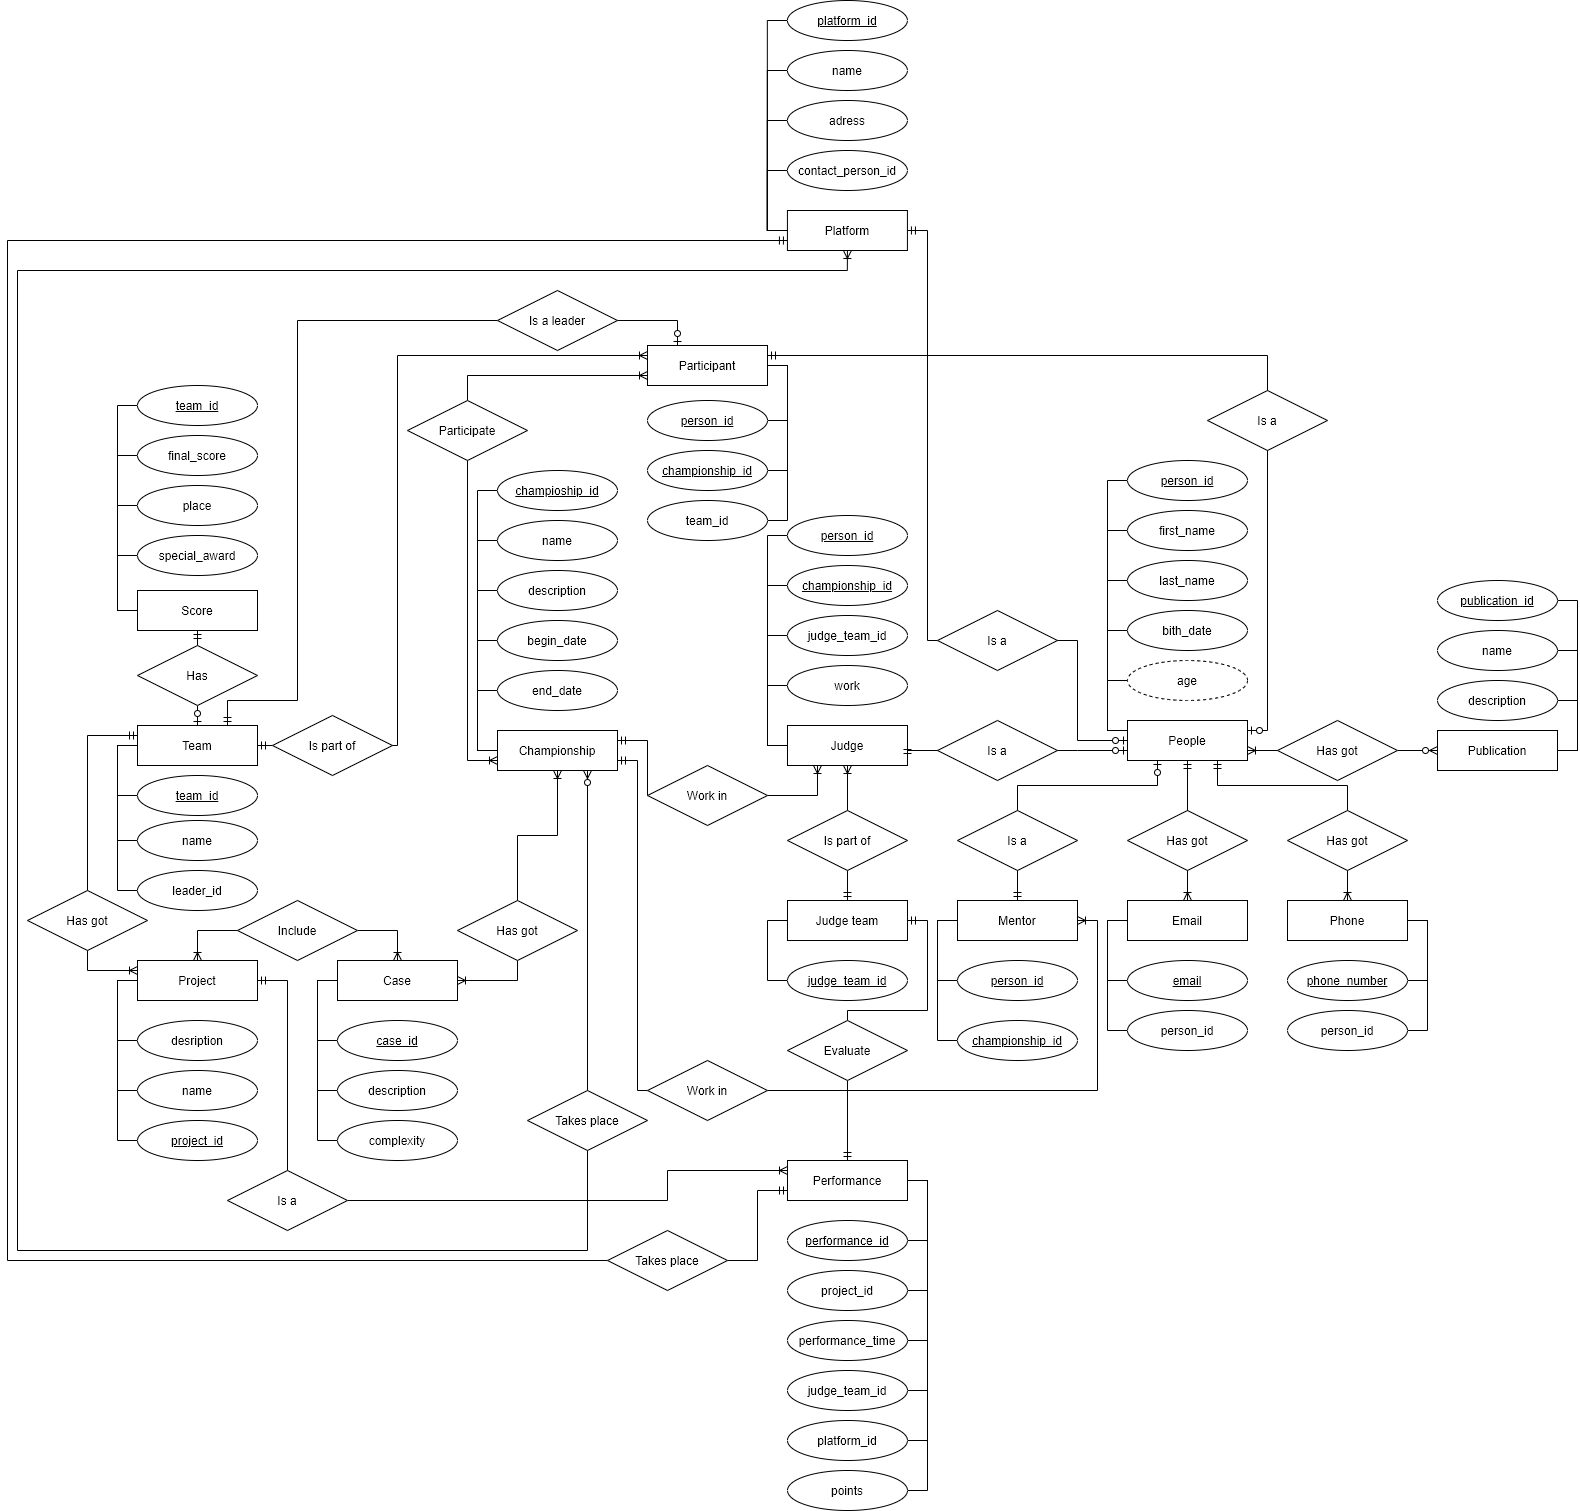 platform_id
name
adress
contact_person_id
Platform
Is a leader
Participant
team_id
person_id
Is a
Participate
final_score
championship_id
person_id
champioship_id
place
team_id
first_name
name
person_id
special_award
last_name
description
championship_id
publication_id
Score
bith_date
begin_date
judge_team_id
Is a
name
Has
age
end_date
work
description
Team
Is part of
Championship
Judge
Is a
People
Has got
Publication
team_id
Work in
name
Is part of
Is a
Has got
Has got
leader_id
Has got
Include
Has got
Judge team
Mentor
Email
Phone
Project
Case
judge_team_id
person_id
email
phone_number
desription
case_id
Evaluate
championship_id
person_id
person_id
name
description
Work in
project_id
complexity
Takes place
Performance
Is a
performance_id
Takes place
project_id
performance_time
judge_team_id
platform_id
points